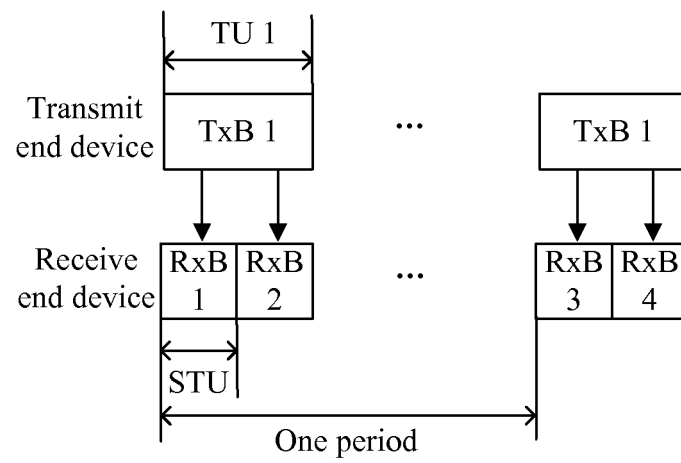 TU 1
Transmit
end device
TxB 1
...
TxB 1
Receive
end device
RxB
1
RxB
2
...
RxB
3
RxB
4
STU
One period